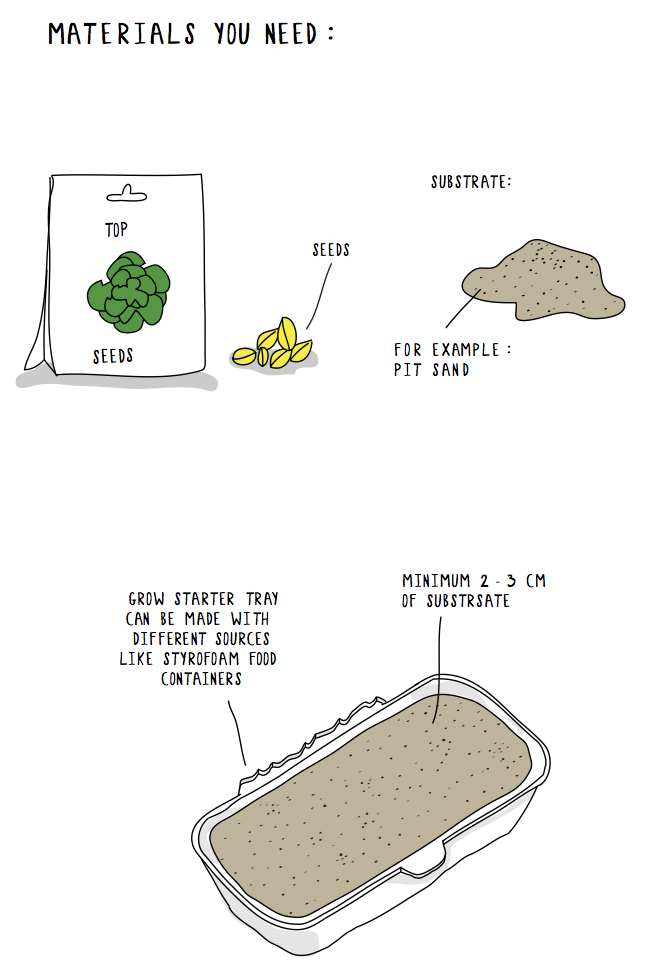 MATERIALS YOU NEED:
SUBSTRATE:
TOP
SEEDS
SEEDS
FOR EXAMPLE:
PIT SAND
MINIMUM 2 - 3 CM
OF SUBSTRSATE
GROW STARTER TRAY
CAN BE MADE WITH
DIFFERENT SOURCES
LIKE STYROFOAM FOOD
CONTAINERS